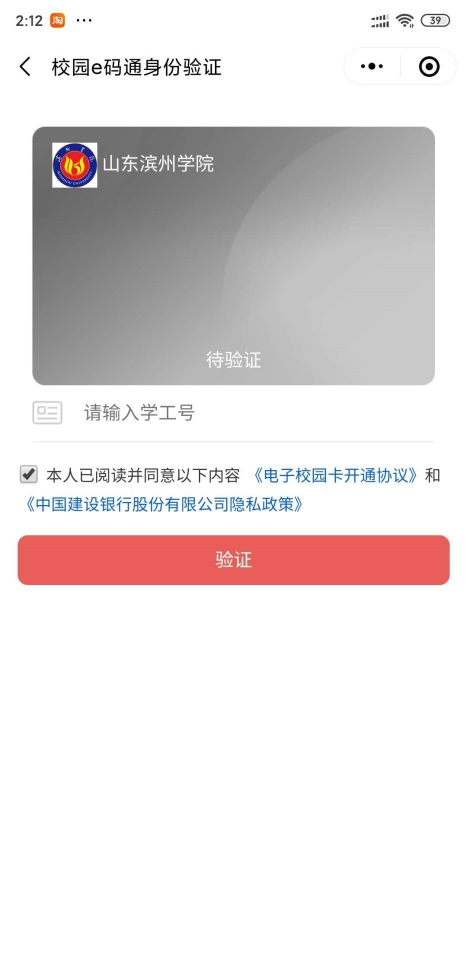 2:12 淘 ··· 39
校园e码通身份验证
山东滨州学院
待验证
请输入学工号
本人已阅读并同意以下内容 《电子校园卡开通协议》和
《中国建设银行股份有限公司隐私政策》
验证